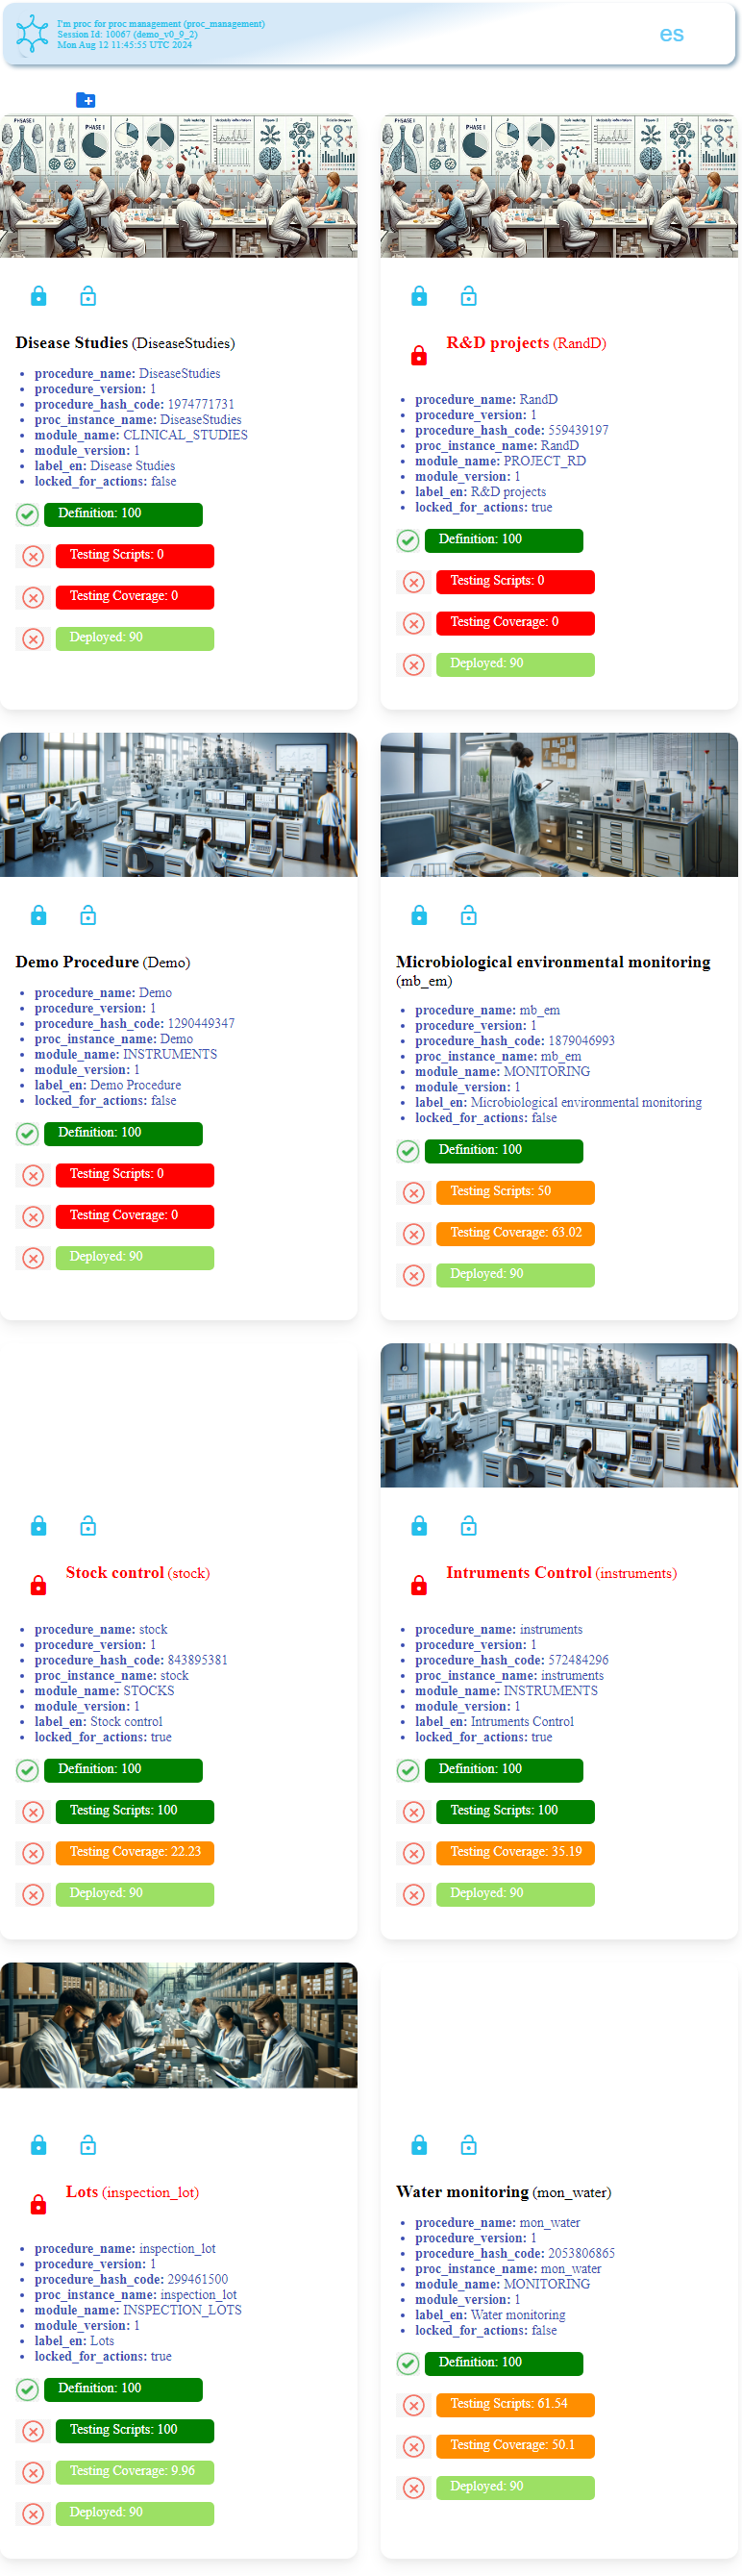 I'm proc for proc management (proc_management)
Session Id: 10067 (demo_v0_9_2)
Mon Aug 12 11:45:55 UTC 2024
es
PHASE I
PHASE I
Disease Studies (DiseaseStudies)
procedure_name: DiseaseStudies
procedure_version: 1
procedure_hash_code: 1974771731
proc_instance_name: DiseaseStudies
module_name: CLINICAL_STUDIES
module_version: 1
label_en: Disease Studies
locked_for_actions: false
Definition: 100
Testing Scripts: 0
Testing Coverage: 0
Deployed: 90
R&D projects (RandD)
procedure_name: RandD
procedure_version: 1
procedure_hash_code: 559439197
proc_instance_name: RandD
module_name: PROJECT_RD
module_version: 1
label_en: R&D projects
locked_for_actions: true
Definition: 100
Testing Scripts: 0
Testing Coverage: 0
Deployed: 90
Demo Procedure (Demo)
procedure_name: Demo
procedure_version: 1
procedure_hash_code: 1290449347
proc_instance_name: Demo
module_name: INSTRUMENTS
module_version: 1
label_en: Demo Procedure
locked_for_actions: false
Definition: 100
Testing Scripts: 0
Testing Coverage: 0
Deployed: 90
Microbiological environmental monitoring
(mb_em)
procedure_name: mb_em
procedure_version: 1
procedure_hash_code: 1879046993
proc_instance_name: mb_em
module_name: MONITORING
module_version: 1
label_en: Microbiological environmental monitoring
locked_for_actions: false
Definition: 100
Testing Scripts: 50
Testing Coverage: 63.02
Deployed: 90
Stock control (stock)
procedure_name: stock
procedure_version: 1
procedure_hash_code: 843895381
proc_instance_name: stock
module_name: STOCKS
module_version: 1
label_en: Stock control
locked_for_actions: true
Definition: 100
Testing Scripts: 100
Testing Coverage: 22.23
Deployed: 90
Intruments Control (instruments)
procedure_name: instruments
procedure_version: 1
procedure_hash_code: 572484296
proc_instance_name: instruments
module_name: INSTRUMENTS
module_version: 1
label_en: Intruments Control
locked_for_actions: true
Definition: 100
Testing Scripts: 100
Testing Coverage: 35.19
Deployed: 90
Lots (inspection_lot)
procedure_name: inspection_lot
procedure_version: 1
procedure_hash_code: 299461500
proc_instance_name: inspection_lot
module_name: INSPECTION_LOTS
module_version: 1
label_en: Lots
locked_for_actions: true
Definition: 100
Testing Scripts: 100
Testing Coverage: 9.96
Deployed: 90
Water monitoring (mon_water)
procedure_name: mon_water
procedure_version: 1
procedure_hash_code: 2053806865
proc_instance_name: mon_water
module_name: MONITORING
module_version: 1
label_en: Water monitoring
locked_for_actions: false
Definition: 100
Testing Scripts: 61.54
Testing Coverage: 50.1
Deployed: 90